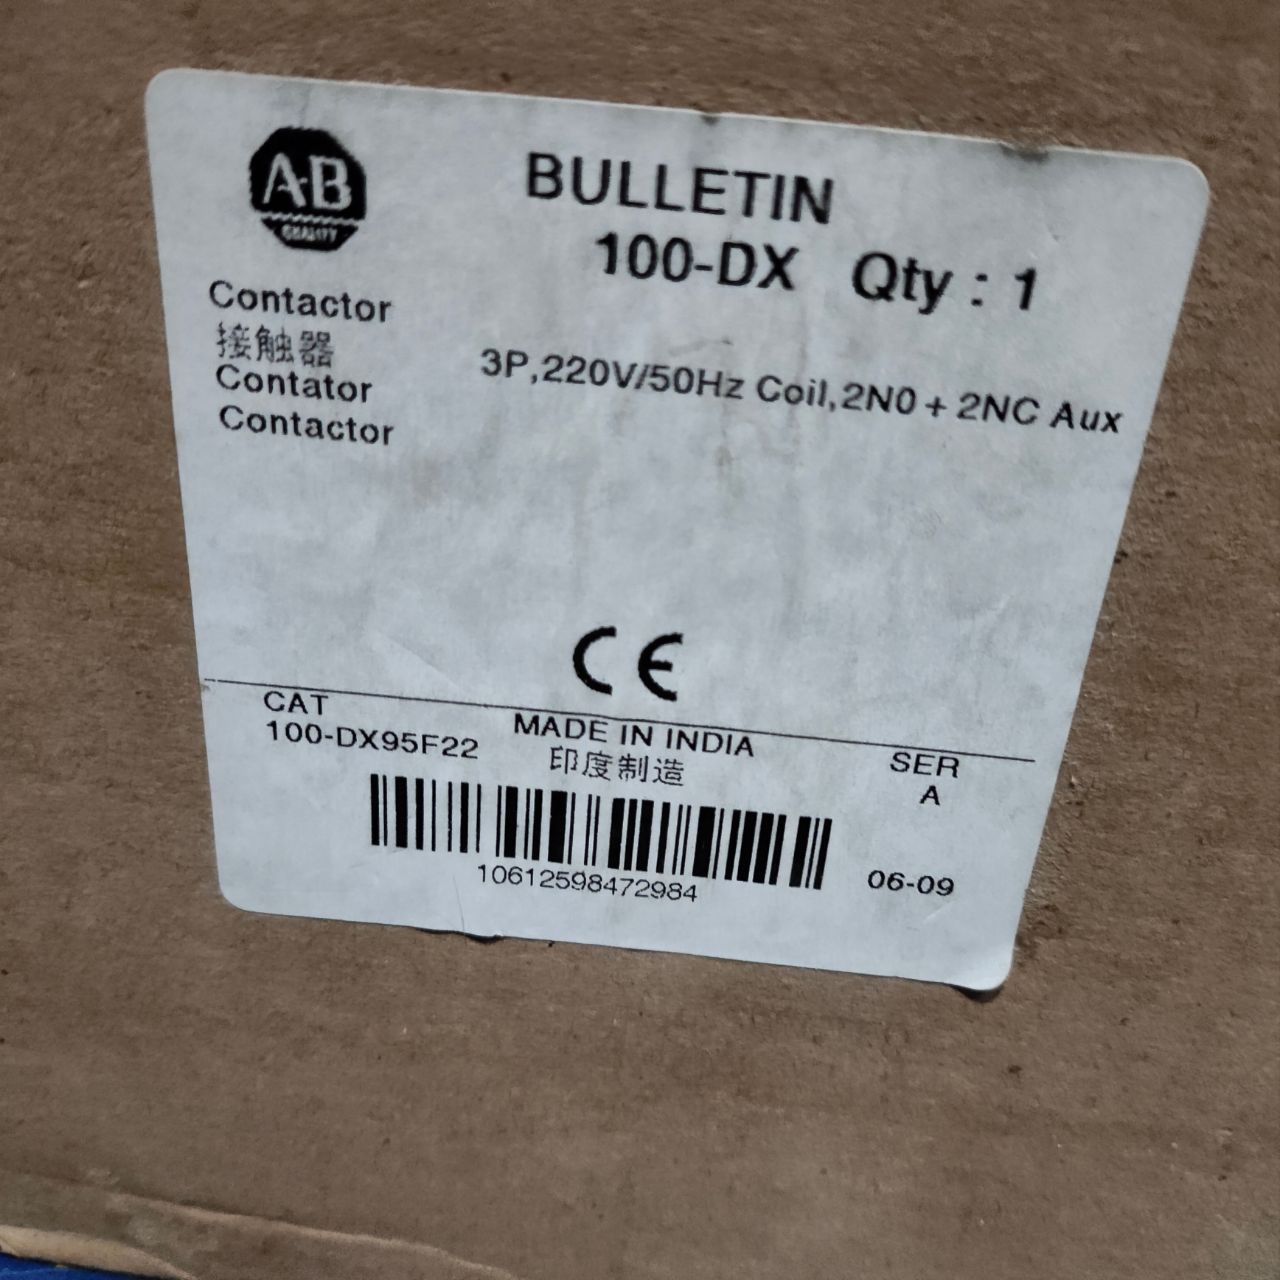 A-B
QUALITY
BULLETIN
100-DX Qty : 1
Contactor
接触器
Contator
Contactor
3P,220V/50Hz Coil,2N0 + 2NC Aux
CE
CAT
100-DX95F22
MADE IN INDIA
印度制造
SER
A
10612598472984
06-09